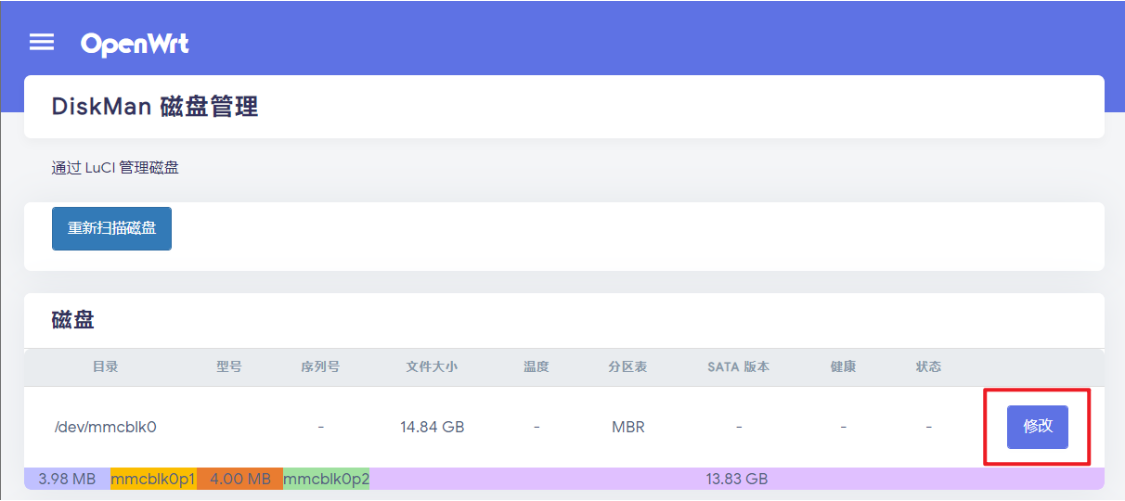 OpenWrt
DiskMan 磁盘管理
通过 LuCI 管理磁盘
重新扫描磁盘
磁盘
目录 型号 序列号 文件大小 温度 分区表 SATA 版本 健康 状态
/dev/mmcblk0 - 14.84 GB - MBR - - - 修改
3.98 MB mmcblk0p1 4.00 MB mmcblk0p2 13.83 GB